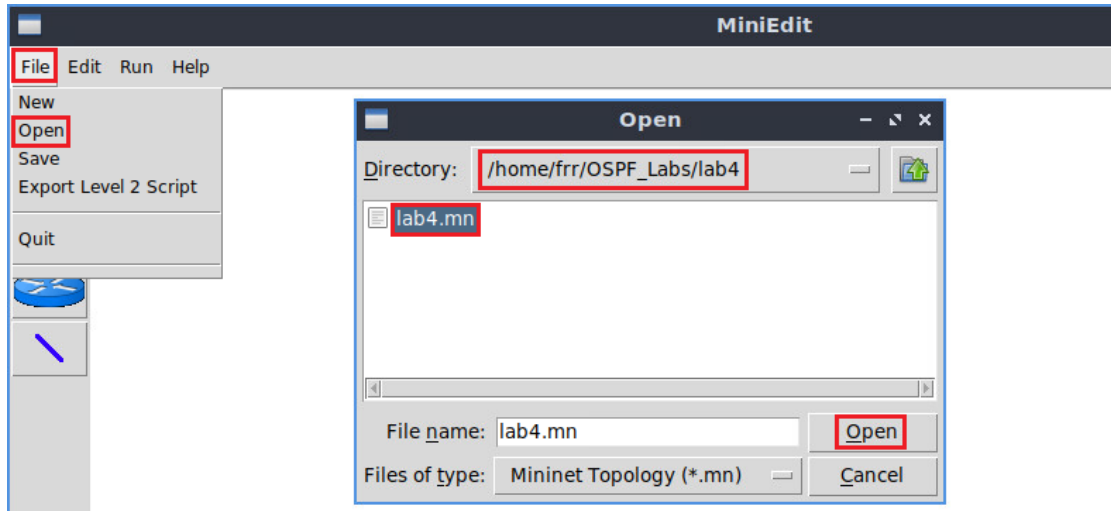 MiniEdit
File Edit Run Help
New
Open
Save
Export Level 2 Script
Quit
Open
Directory: /home/frr/OSPF_Labs/lab4
lab4.mn
File name: lab4.mn Open
Files of type: Mininet Topology (*.mn) Cancel